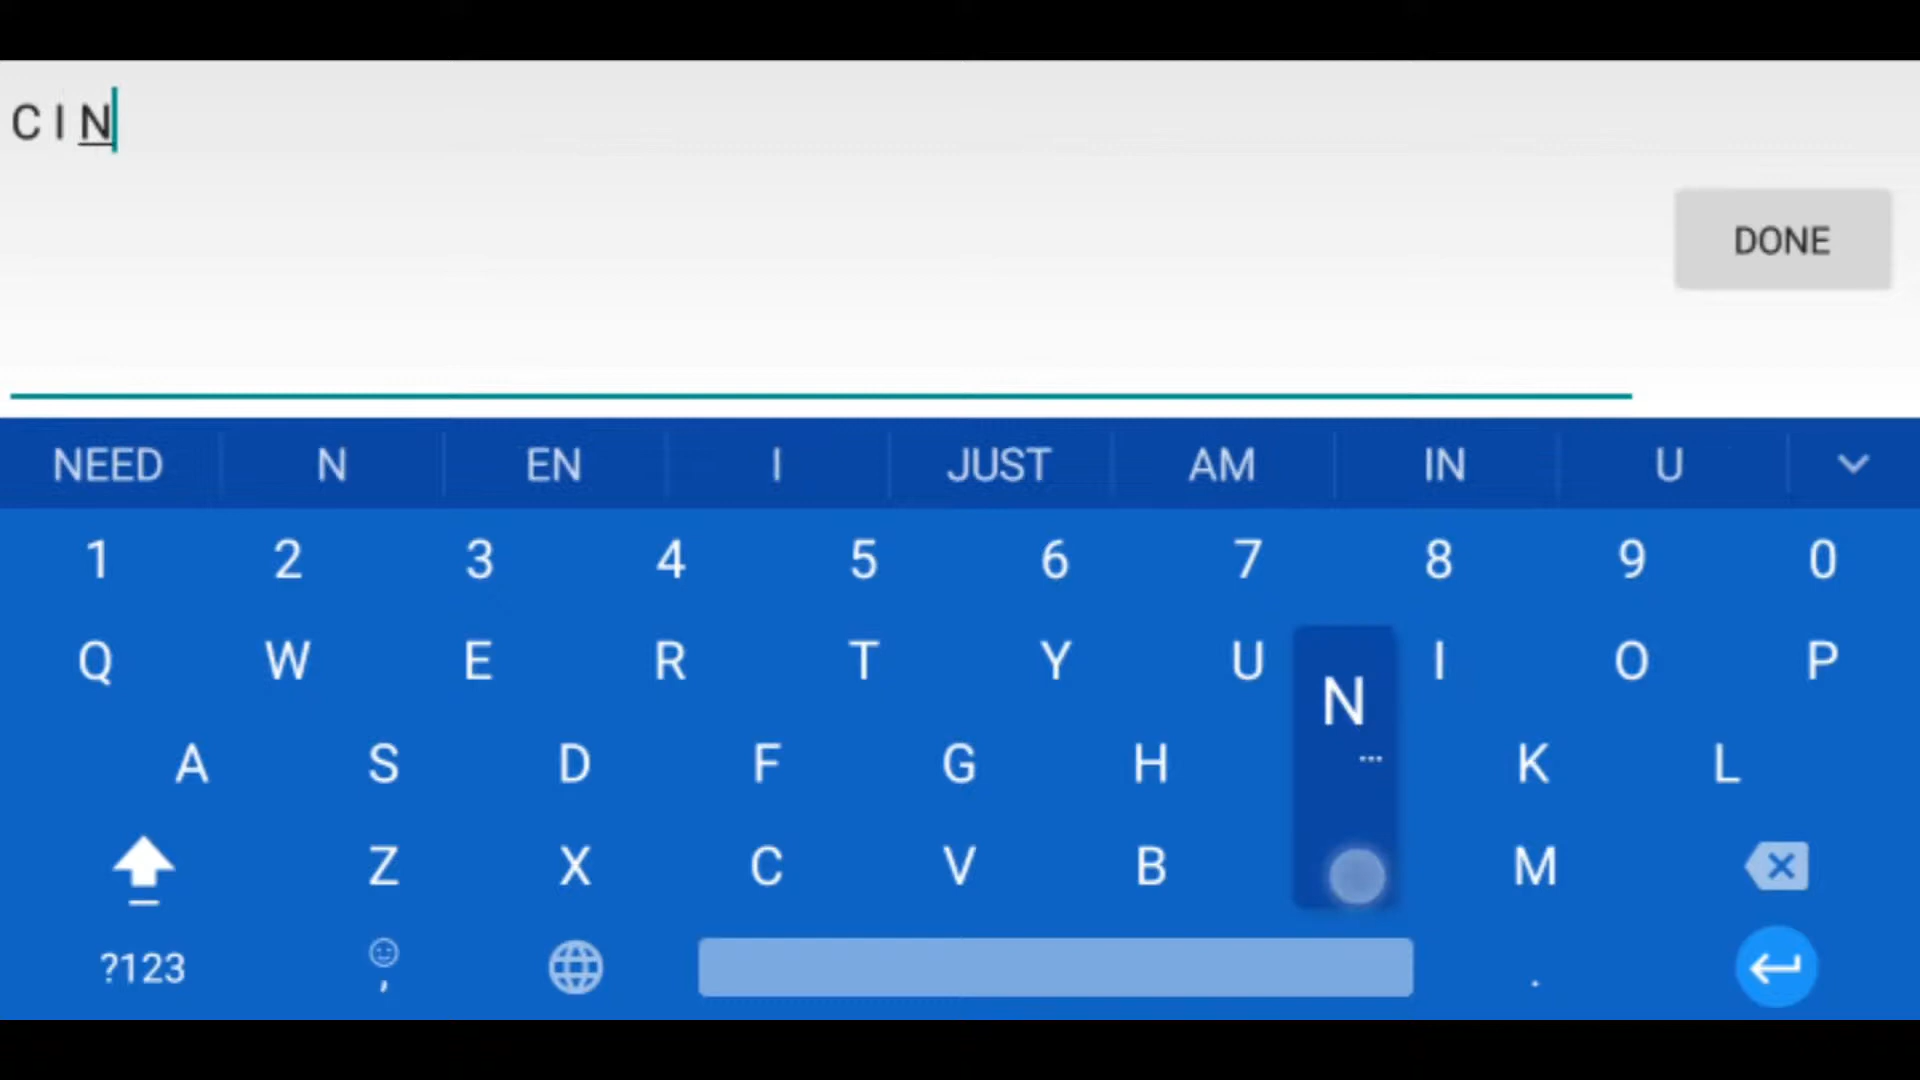 C I N
DONE
NEED N EN I JUST AM IN U
1 2 3 4 5 6 7 8 9 0
Q W E R T Y U I O P
N
...
A S D F G H K L
Z X C V B M
?123 , .